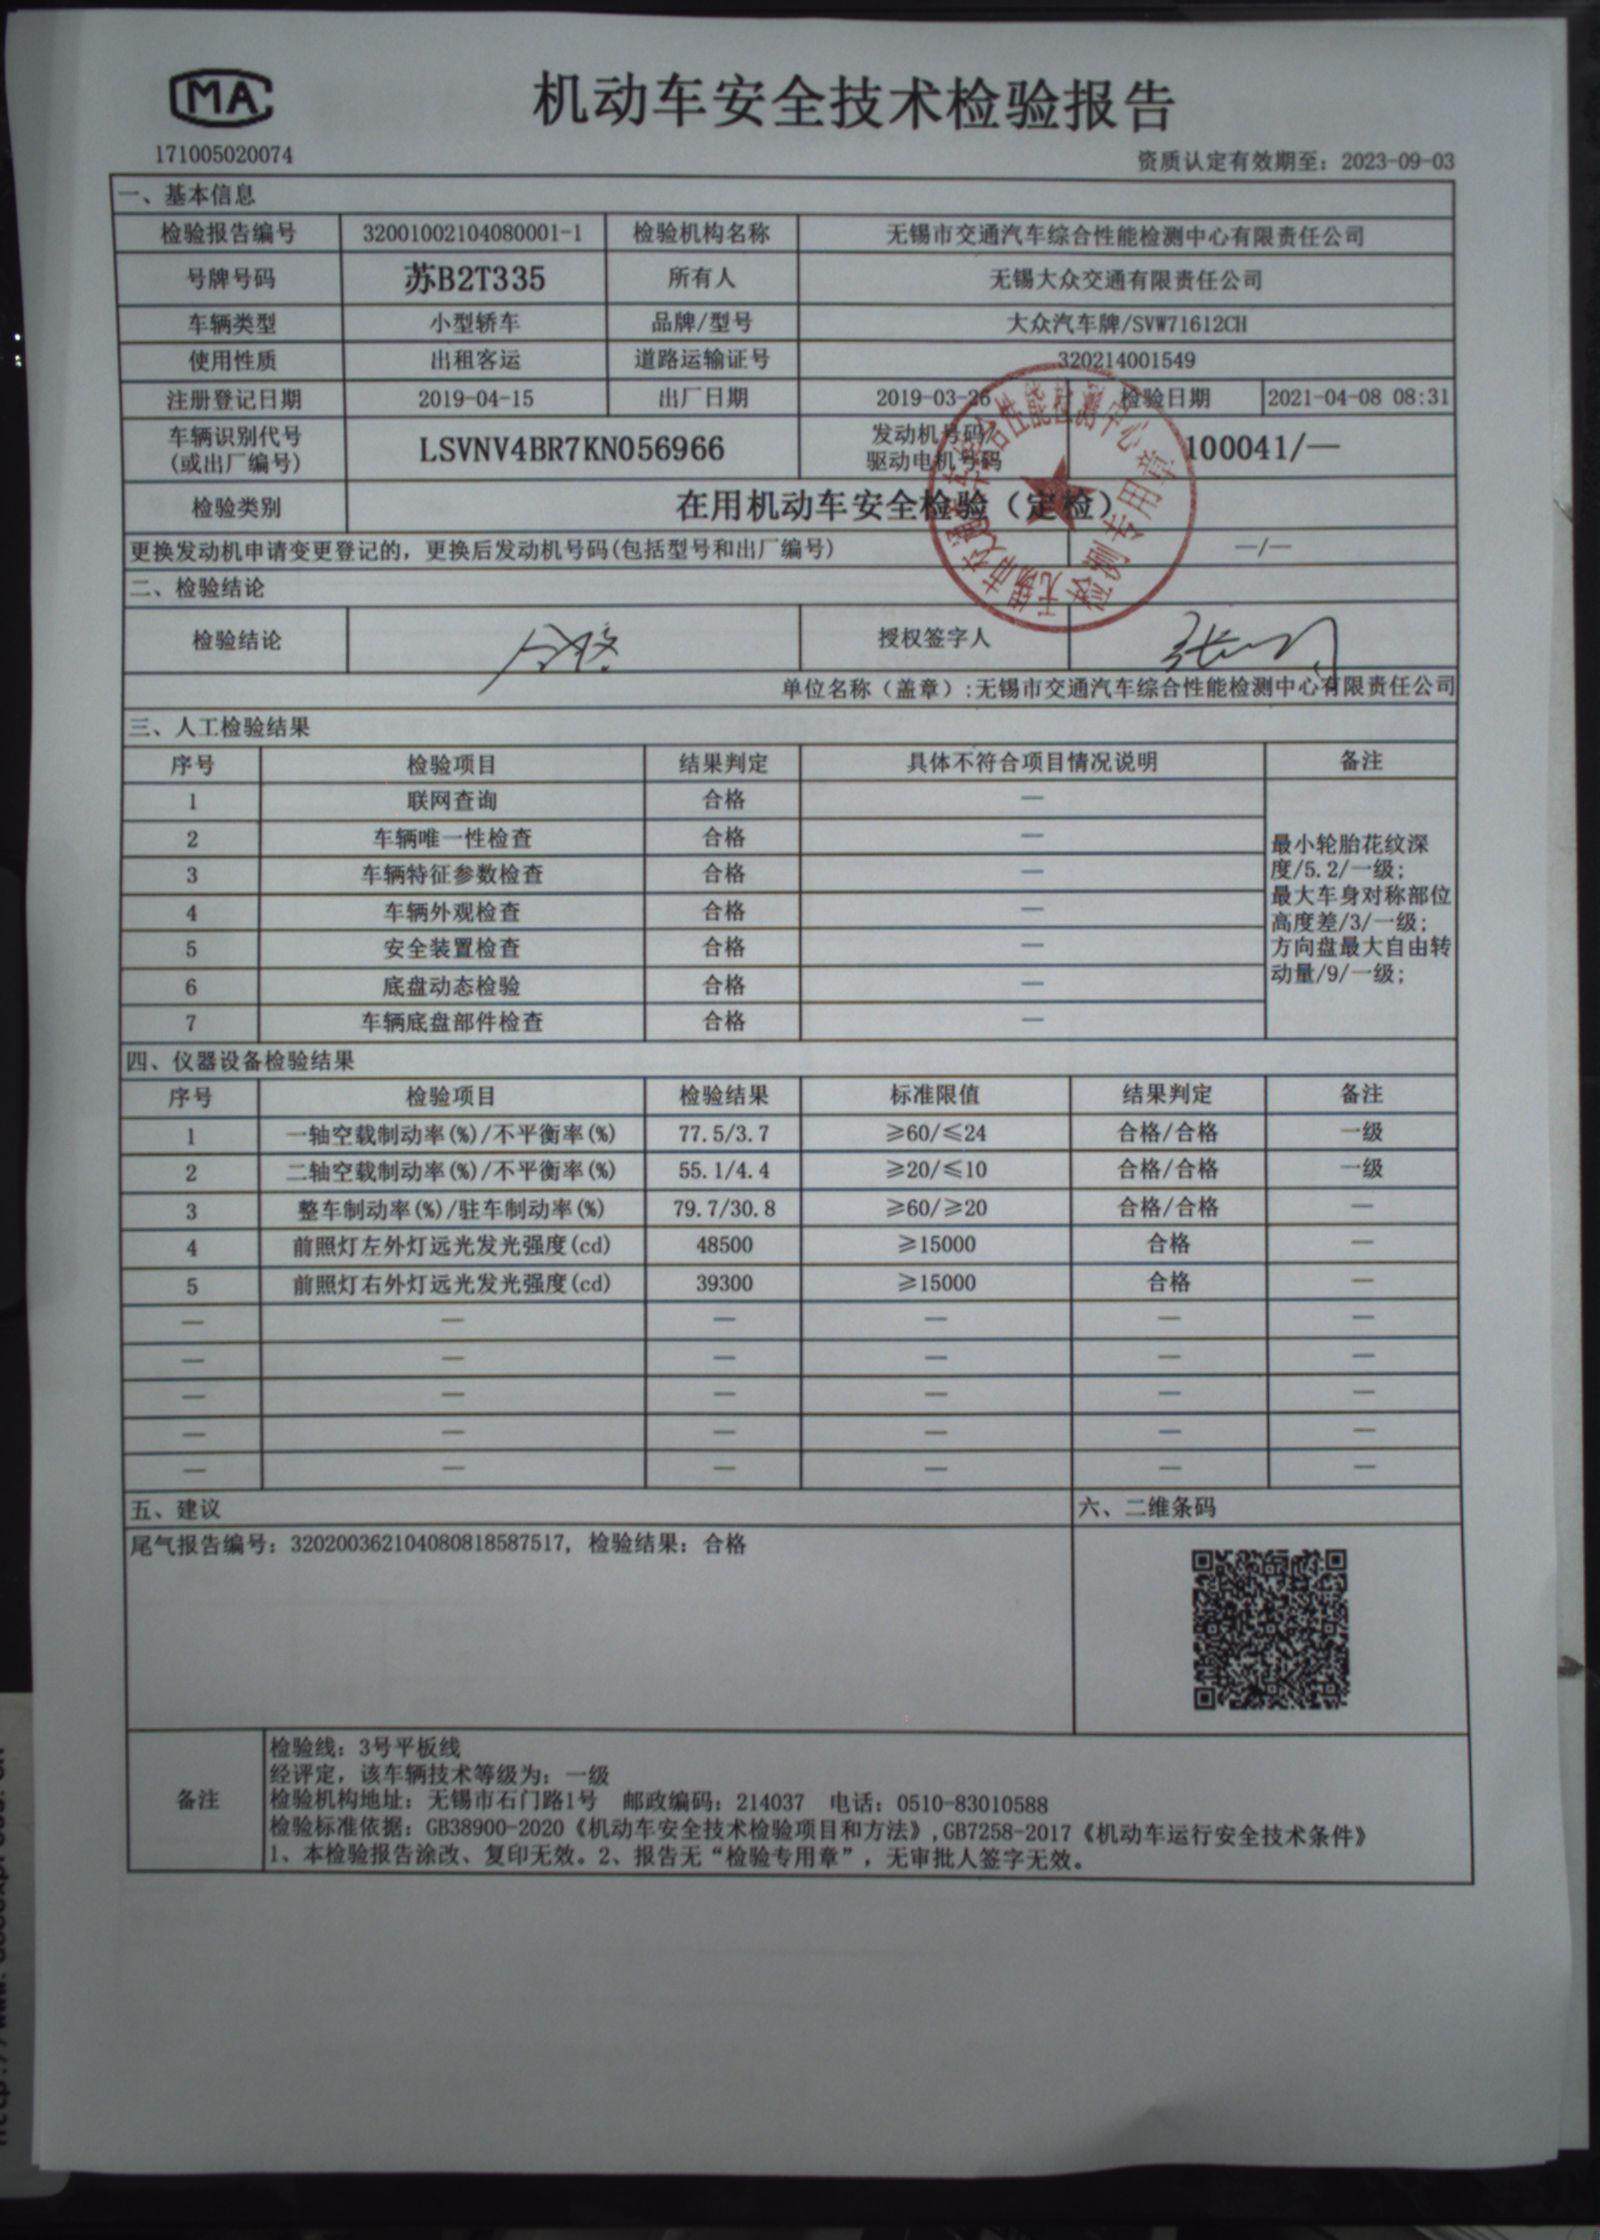 MA
机动车安全技术检验报告
171005020074
资质认定有效期至：2023-09-03
一、基本信息
检验报告编号 32001002104080001-1 检验机构名称 无锡市交通汽车综合性能检测中心有限责任公司
号牌号码 苏B2T335 所有人 无锡大众交通有限责任公司
车辆类型 小型轿车 品牌/型号 大众汽车牌/SVW71612CH
使用性质 出租客运 道路运输证号 320214001549
注册登记日期 2019-04-15 出厂日期 2019-03-26 检验日期 2021-04-08 08:31
车辆识别代号
(或出厂编号)
LSVNV4BR7KN056966
发动机号码/
驱动电机号码
100041/—
检验类别 在用机动车安全检验（定检）
更换发动机申请变更登记的，更换后发动机号码(包括型号和出厂编号) —/—
二、检验结论
检验结论 合格 授权签字人
单位名称（盖章）:无锡市交通汽车综合性能检测中心有限责任公司
三、人工检验结果
序号 检验项目 结果判定 具体不符合项目情况说明 备注
1 联网查询 合格 —
2 车辆唯一性检查 合格 —
3 车辆特征参数检查 合格 —
4 车辆外观检查 合格 —
5 安全装置检查 合格 —
6 底盘动态检验 合格 —
7 车辆底盘部件检查 合格 —
最小轮胎花纹深
度/5.2/一级;
最大车身对称部位
高度差/3/一级;
方向盘最大自由转
动量/9/一级;
四、仪器设备检验结果
序号 检验项目 检验结果 标准限值 结果判定 备注
1 一轴空载制动率(%)/不平衡率(%) 77.5/3.7 ≥60/≤24 合格/合格 一级
2 二轴空载制动率(%)/不平衡率(%) 55.1/4.4 ≥20/≤10 合格/合格 一级
3 整车制动率(%)/驻车制动率(%) 79.7/30.8 ≥60/≥20 合格/合格 —
4 前照灯左外灯远光发光强度(cd) 48500 ≥15000 合格 —
5 前照灯右外灯远光发光强度(cd) 39300 ≥15000 合格 —
— — — — — —
— — — — — —
— — — — — —
— — — — — —
— — — — — —
五、建议 六、二维条码
尾气报告编号：320200362104080818587517, 检验结果：合格
备注
检验线：3号平板线
经评定，该车辆技术等级为：一级
检验机构地址：无锡市石门路1号 邮政编码：214037 电话：0510-83010588
检验标准依据：GB38900-2020《机动车安全技术检验项目和方法》,GB7258-2017《机动车运行安全技术条件》
1、本检验报告涂改、复印无效。2、报告无“检验专用章”，无审批人签字无效。